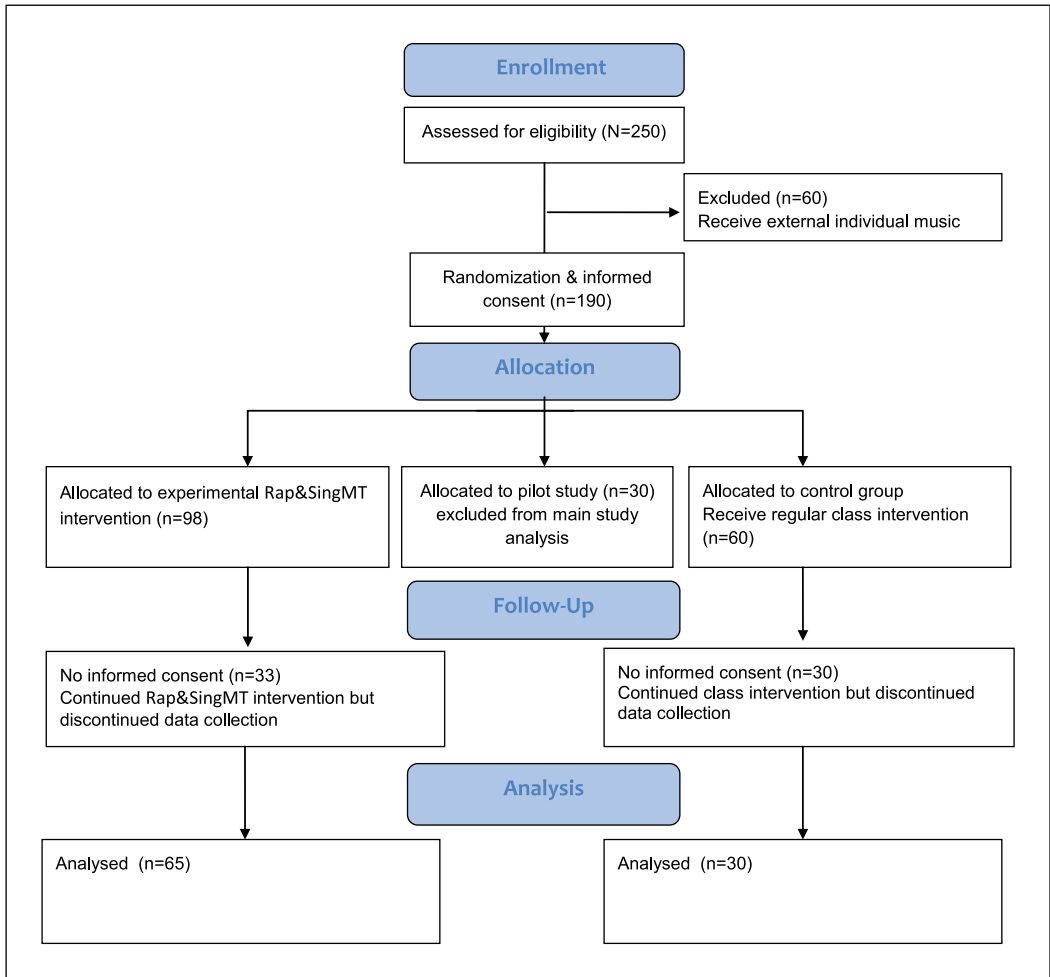 Enrollment
Assessed for eligibility (N=250)
Excluded (n=60)
Receive external individual music
Randomization & informed
consent (n=190)
Allocation
Allocated to experimental Rap&SingMT
intervention (n=98)
Allocated to pilot study (n=30)
excluded from main study
analysis
Allocated to control group
Receive regular class intervention
(n=60)
Follow-Up
No informed consent (n=33)
Continued Rap&SingMT intervention but
discontinued data collection
No informed consent (n=30)
Continued class intervention but discontinued
data collection
Analysis
Analysed (n=65)
Analysed (n=30)